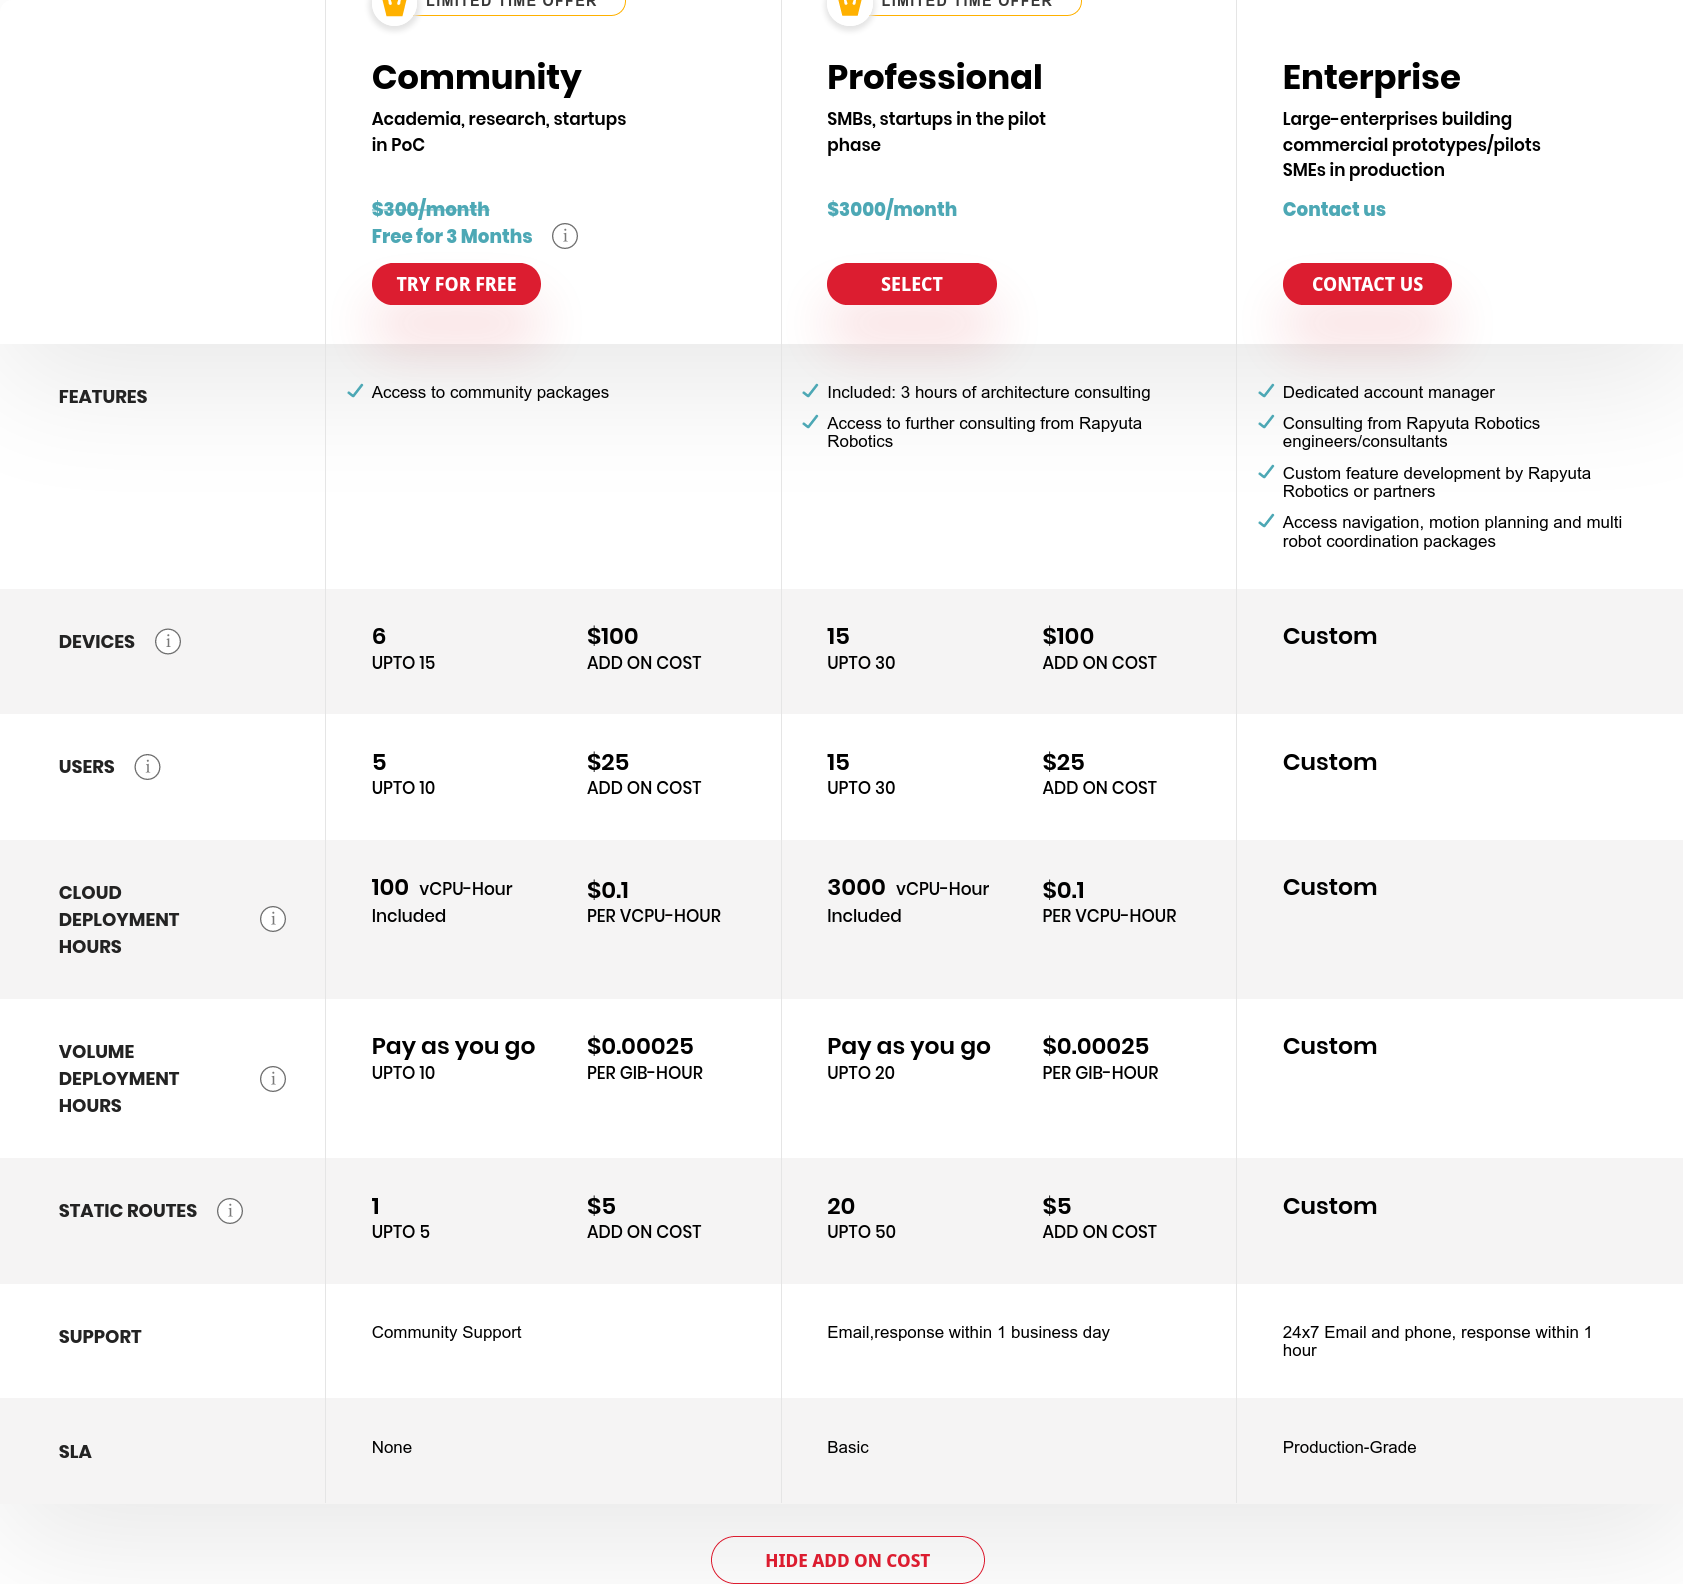 LIMITED TIME OFFER
LIMITED TIME OFFER
Community
Academia, research, startups
in PoC
$300/month
Free for 3 Months
TRY FOR FREE
Professional
SMBs, startups in the pilot
phase
$3000/month
SELECT
Enterprise
Large-enterprises building
commercial prototypes/pilots
SMEs in production
Contact us
CONTACT US
FEATURES
Access to community packages
Included: 3 hours of architecture consulting
Access to further consulting from Rapyuta
Robotics
Dedicated account manager
Consulting from Rapyuta Robotics
engineers/consultants
Custom feature development by Rapyuta
Robotics or partners
Access navigation, motion planning and multi
robot coordination packages
DEVICES
6
UPTO 15
$100
ADD ON COST
15
UPTO 30
$100
ADD ON COST
Custom
USERS
5
UPTO 10
$25
ADD ON COST
15
UPTO 30
$25
ADD ON COST
Custom
CLOUD
DEPLOYMENT
HOURS
100 vCPU-Hour
Included
$0.1
PER VCPU-HOUR
3000 vCPU-Hour
Included
$0.1
PER VCPU-HOUR
Custom
VOLUME
DEPLOYMENT
HOURS
Pay as you go
UPTO 10
$0.00025
PER GIB-HOUR
Pay as you go
UPTO 20
$0.00025
PER GIB-HOUR
Custom
STATIC ROUTES
1
UPTO 5
$5
ADD ON COST
20
UPTO 50
$5
ADD ON COST
Custom
SUPPORT
Community Support
Email,response within 1 business day
24x7 Email and phone, response within 1
hour
SLA
None
Basic
Production-Grade
HIDE ADD ON COST